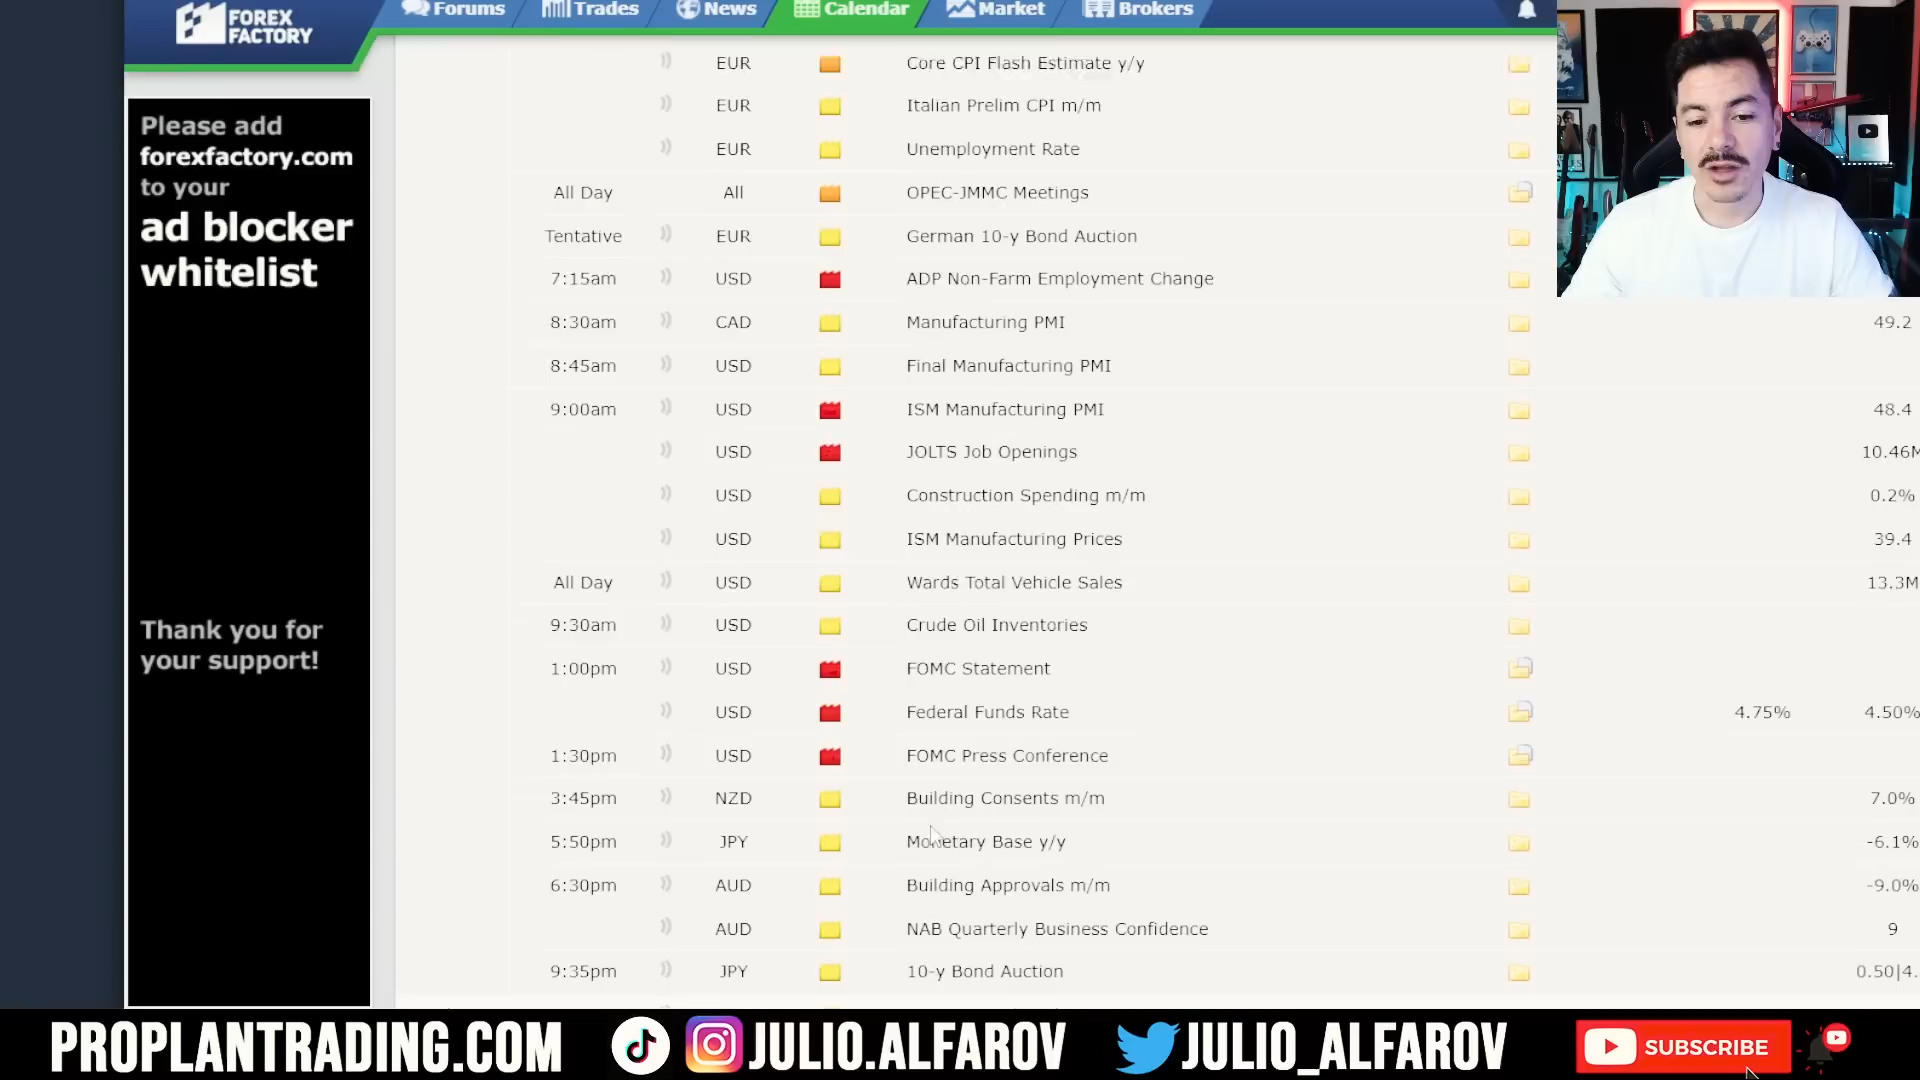 FOREX
FACTORY
Forums
Trades
News
Calendar
Market
Brokers
Please add
forexfactory.com
to your
ad blocker
whitelist
Thank you for
your support!
EUR Core CPI Flash Estimate y/y
EUR Italian Prelim CPI m/m
EUR Unemployment Rate
All Day All OPEC-JMMC Meetings
Tentative EUR German 10-y Bond Auction
7:15am USD ADP Non-Farm Employment Change
8:30am CAD Manufacturing PMI 49.2
8:45am USD Final Manufacturing PMI
9:00am USD ISM Manufacturing PMI 48.4
USD JOLTS Job Openings 10.46M
USD Construction Spending m/m 0.2%
USD ISM Manufacturing Prices 39.4
All Day USD Wards Total Vehicle Sales 13.3M
9:30am USD Crude Oil Inventories
1:00pm USD FOMC Statement
USD Federal Funds Rate 4.75% 4.50%
1:30pm USD FOMC Press Conference
3:45pm NZD Building Consents m/m 7.0%
5:50pm JPY Monetary Base y/y -6.1%
6:30pm AUD Building Approvals m/m -9.0%
AUD NAB Quarterly Business Confidence 9
9:35pm JPY 10-y Bond Auction 0.50|4.
PROPLANTRADING.COM
JULIO.ALFAROV
JULIO_ALFAROV
SUBSCRIBE